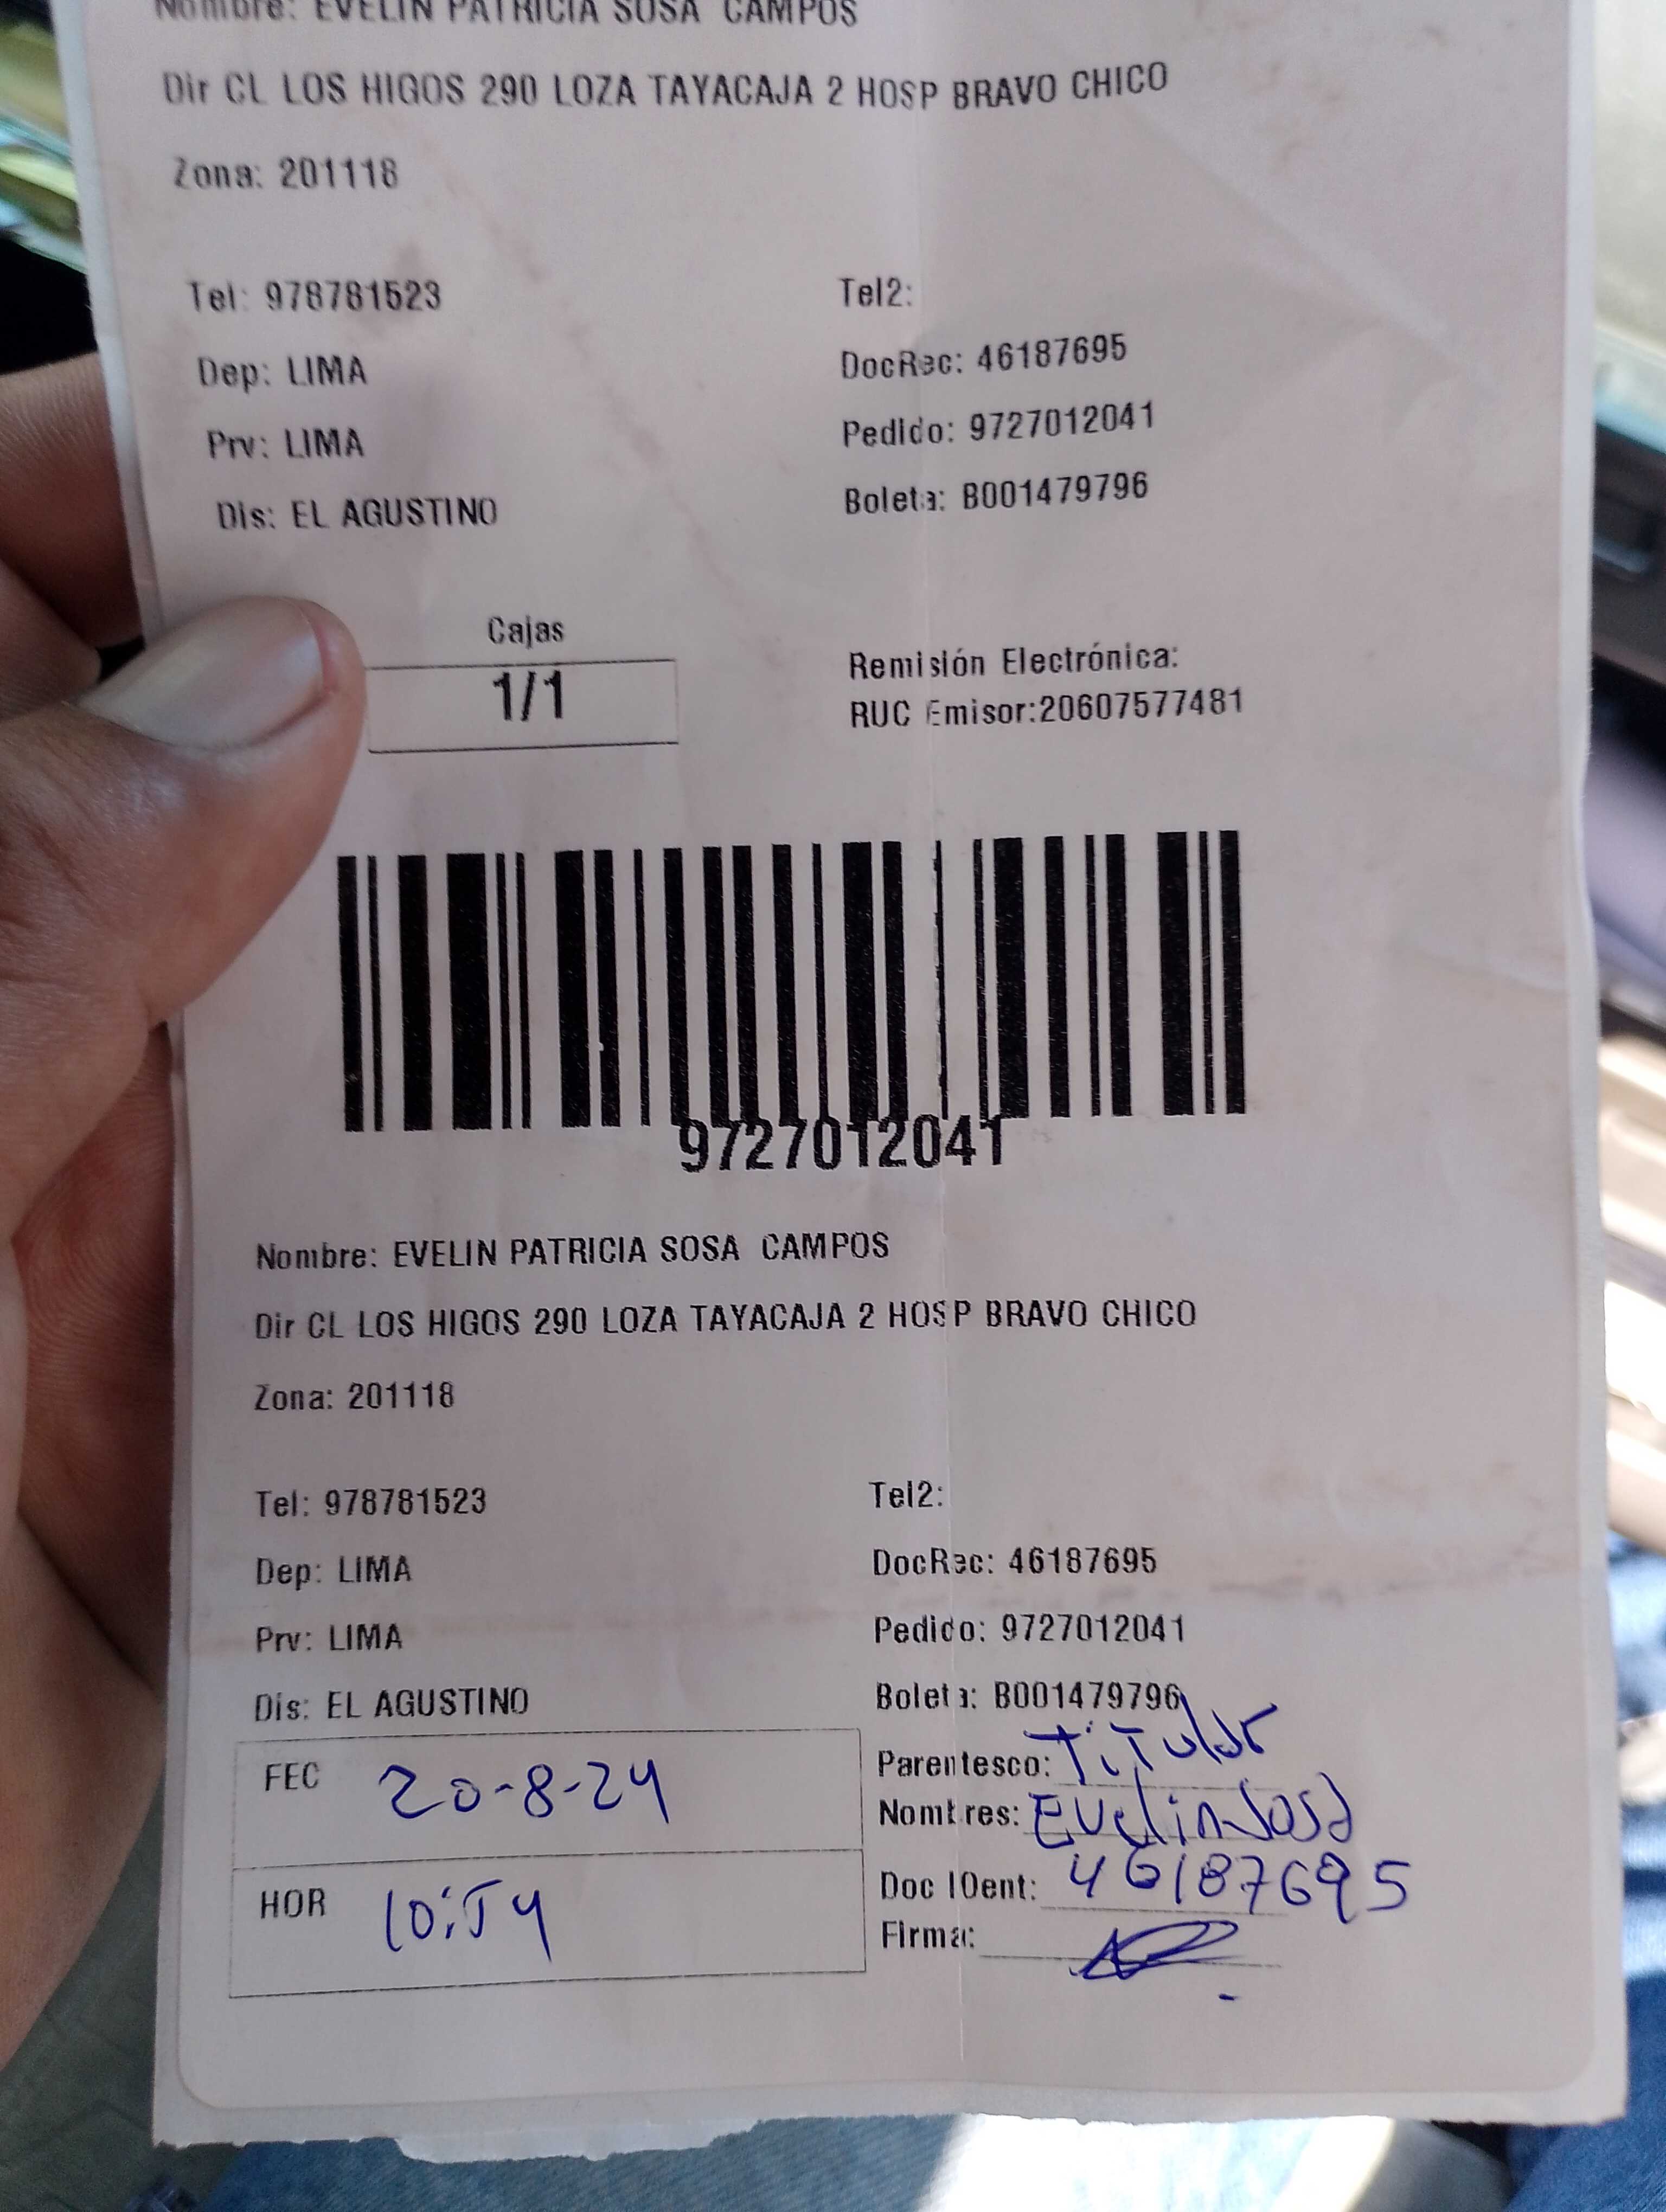 Nombre: EVELIN PATRICIA SOSA CAMPOS
Dir CL LOS HIGOS 290 LOZA TAYACAJA 2 HOSP BRAVO CHICO
Zona: 201118
Tel: 978781523 Tel2:
Dep: LIMA DocRec: 46187695
Prv: LIMA Pedido: 9727012041
Dis: EL AGUSTINO Boleta: B001479796
Cajas
1/1
Remisión Electrónica:
RUC Emisor:20607577481
9727012041
Nombre: EVELIN PATRICIA SOSA CAMPOS
Dir CL LOS HIGOS 290 LOZA TAYACAJA 2 HOSP BRAVO CHICO
Zona: 201118
Tel: 978781523 Tel2:
Dep: LIMA DocRec: 46187695
Prv: LIMA Pedido: 9727012041
Dis: EL AGUSTINO Boleta: B001479796
FEC 20-8-24
HOR 10:54
Parentesco: Titular
Nombres: Evelin Sosa
Doc IDent: 46187695
Firma: